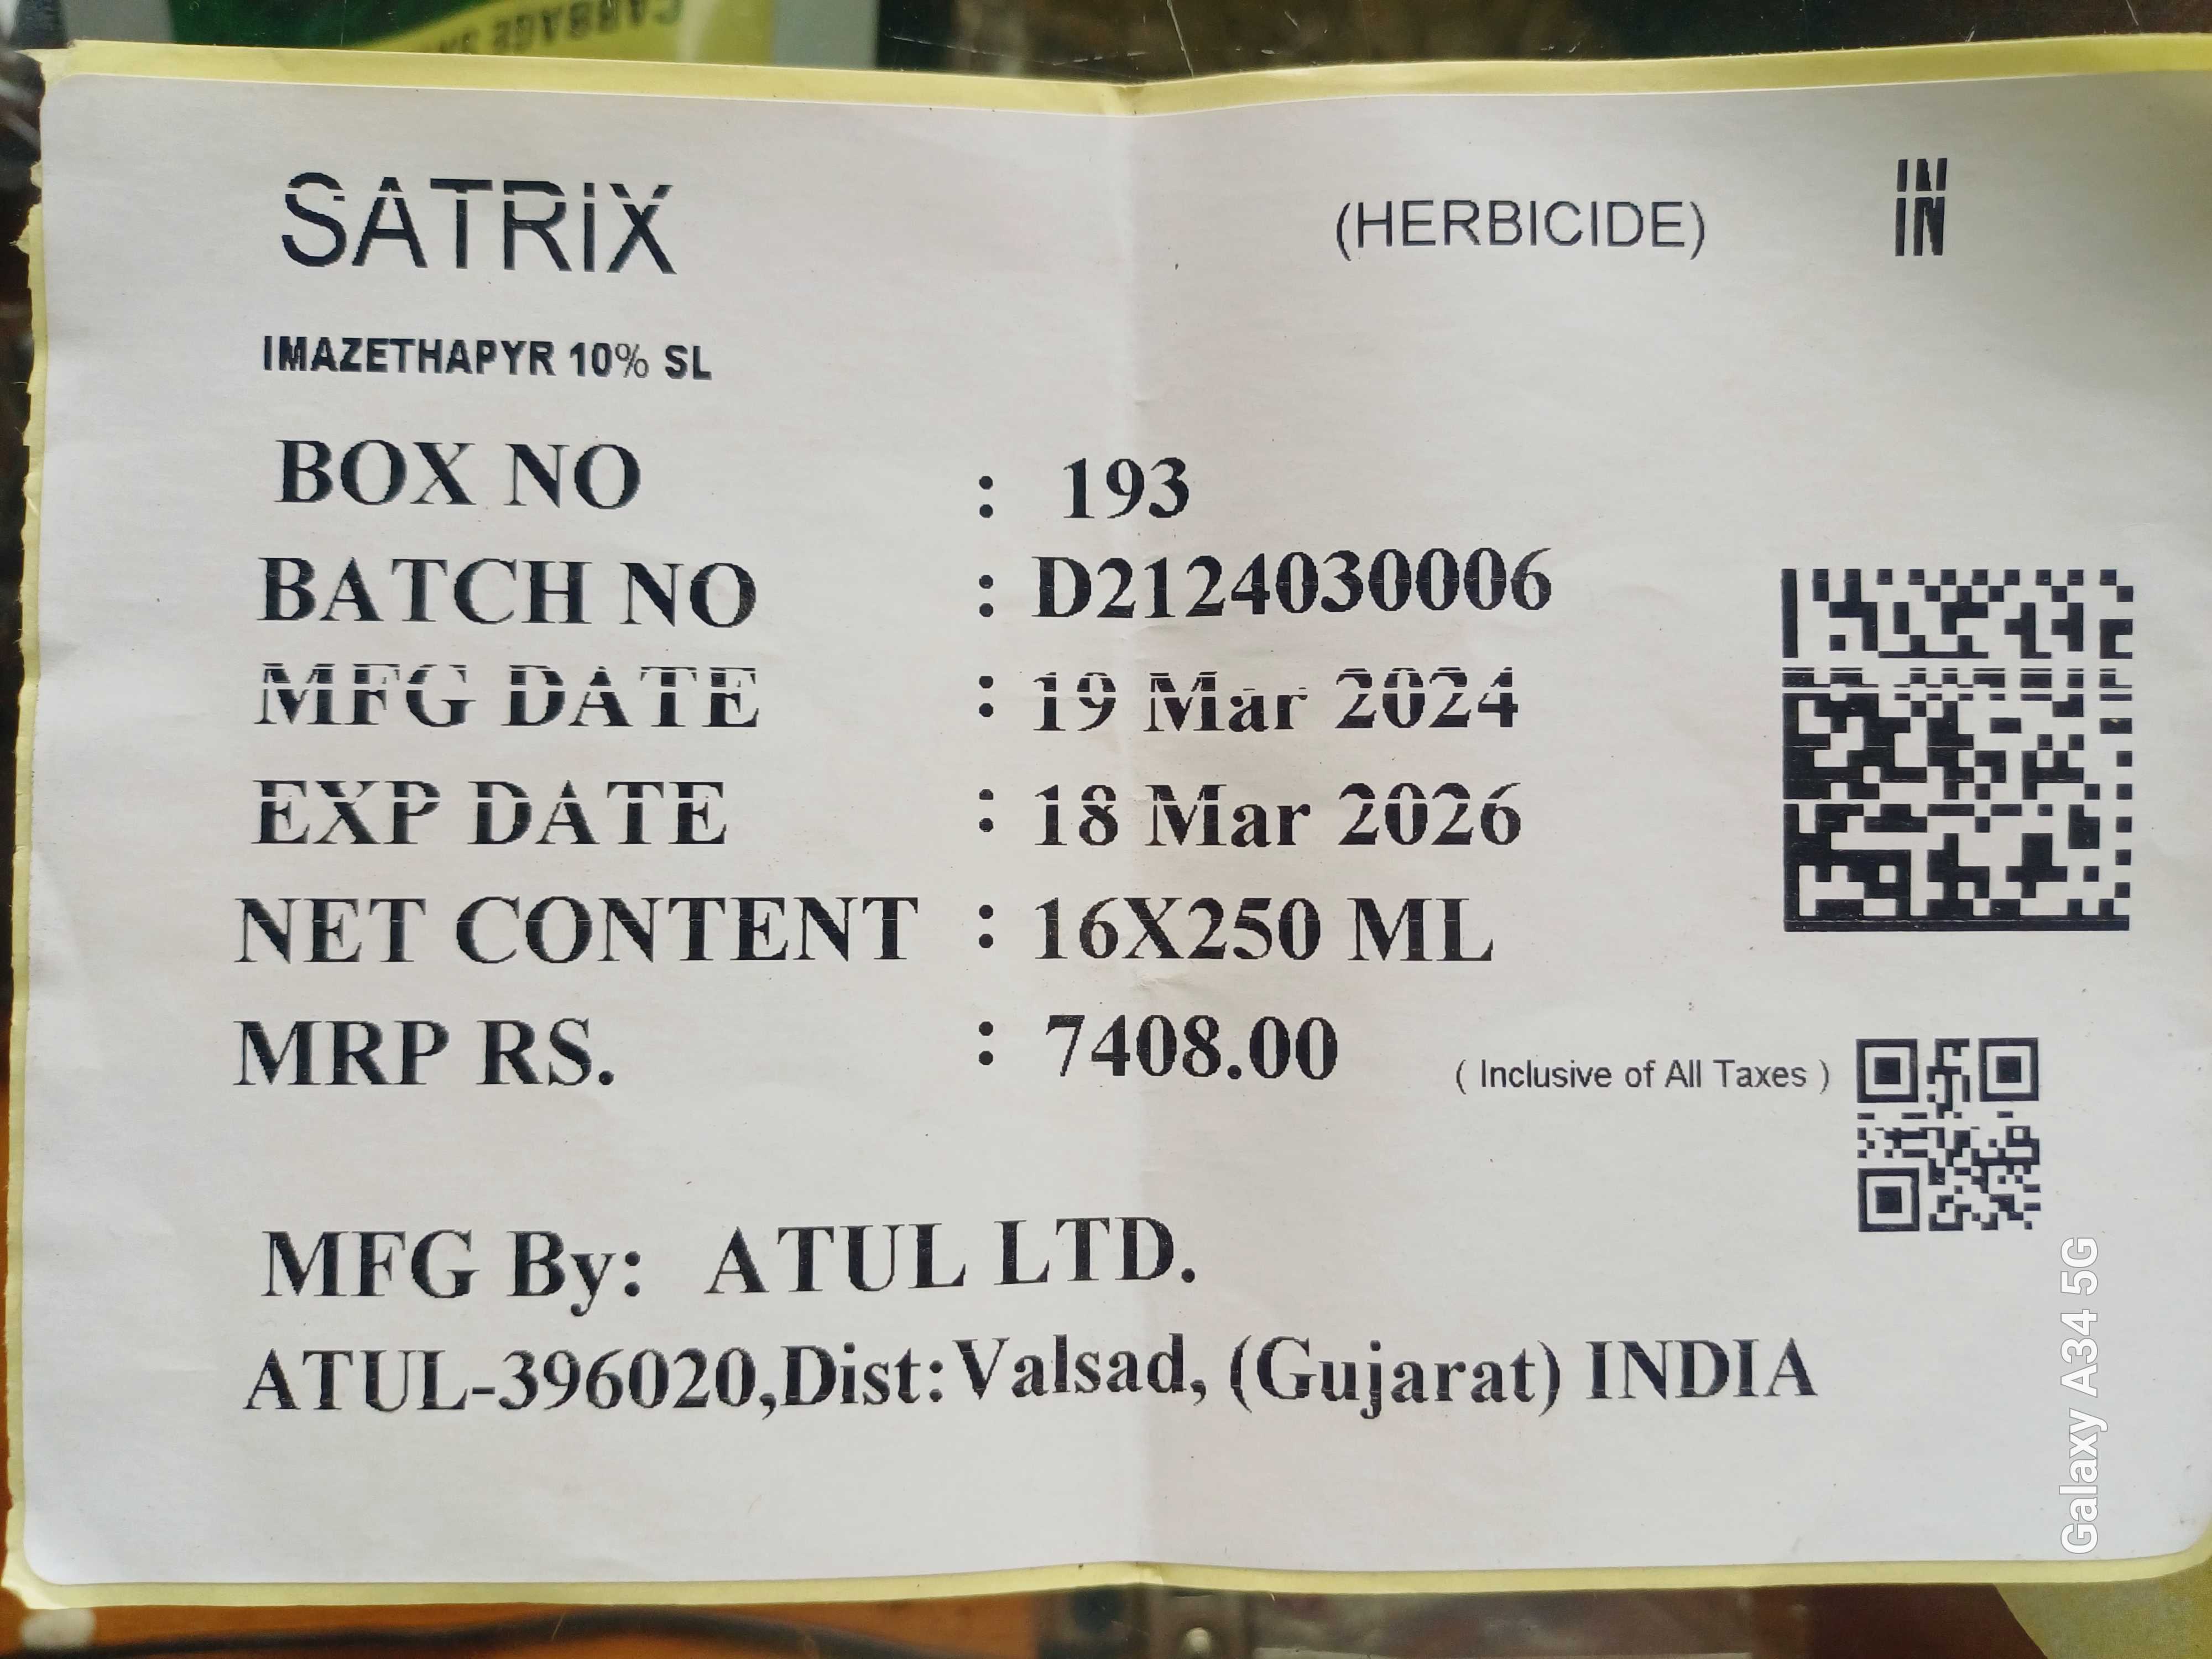 SATRIX (HERBICIDE) IN
IMAZETHAPYR 10% SL
BOX NO : 193
BATCH NO : D2124030006
MFG DATE : 19 Mar 2024
EXP DATE : 18 Mar 2026
NET CONTENT : 16X250 ML
MRP RS. : 7408.00 ( Inclusive of All Taxes )
MFG By: ATUL LTD.
ATUL-396020,Dist:Valsad, (Gujarat) INDIA
Galaxy A34 5G